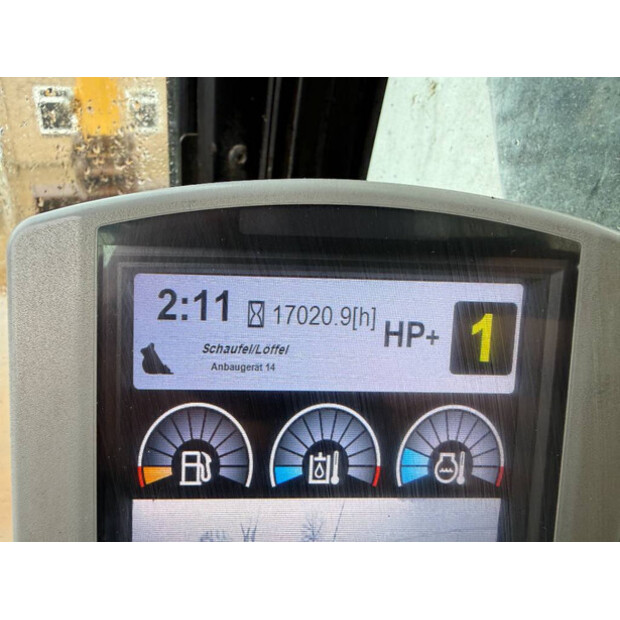 2:11 17020.9[h] HP+ 1
Schaufel/Löffel
Anbaugerät 14